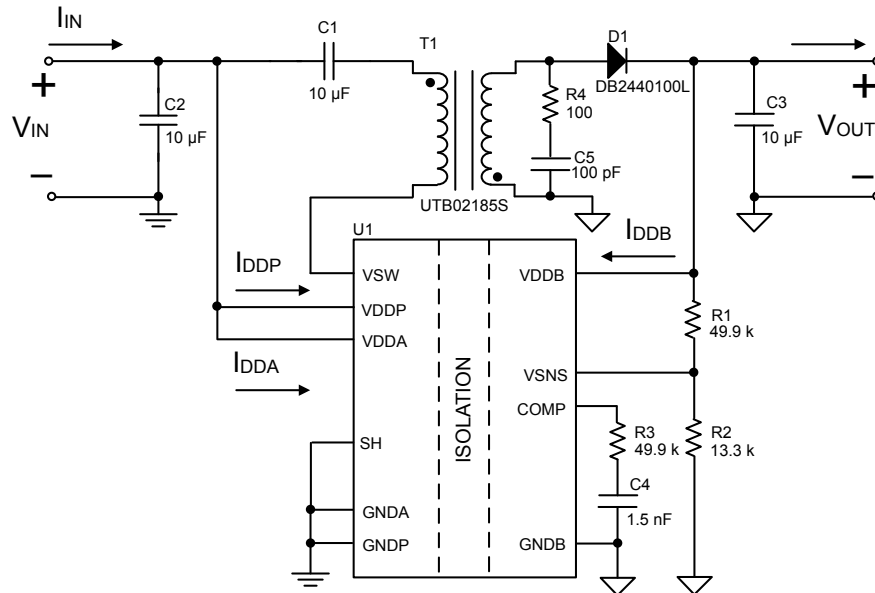 IIN
C1
T1
D1
DB2440100L
+
VIN
–
C2
10 µF
10 µF
R4
100
C5
100 pF
C3
10 µF
+
VOUT
–
UTB02185S
U1
IDDB
IDDP
VSW
VDDP
VDDA
IDDA
SH
GNDA
GNDP
ISOLATION
VDDB
VSNS
COMP
GNDB
R1
49.9 k
R3
49.9 k
R2
13.3 k
C4
1.5 nF